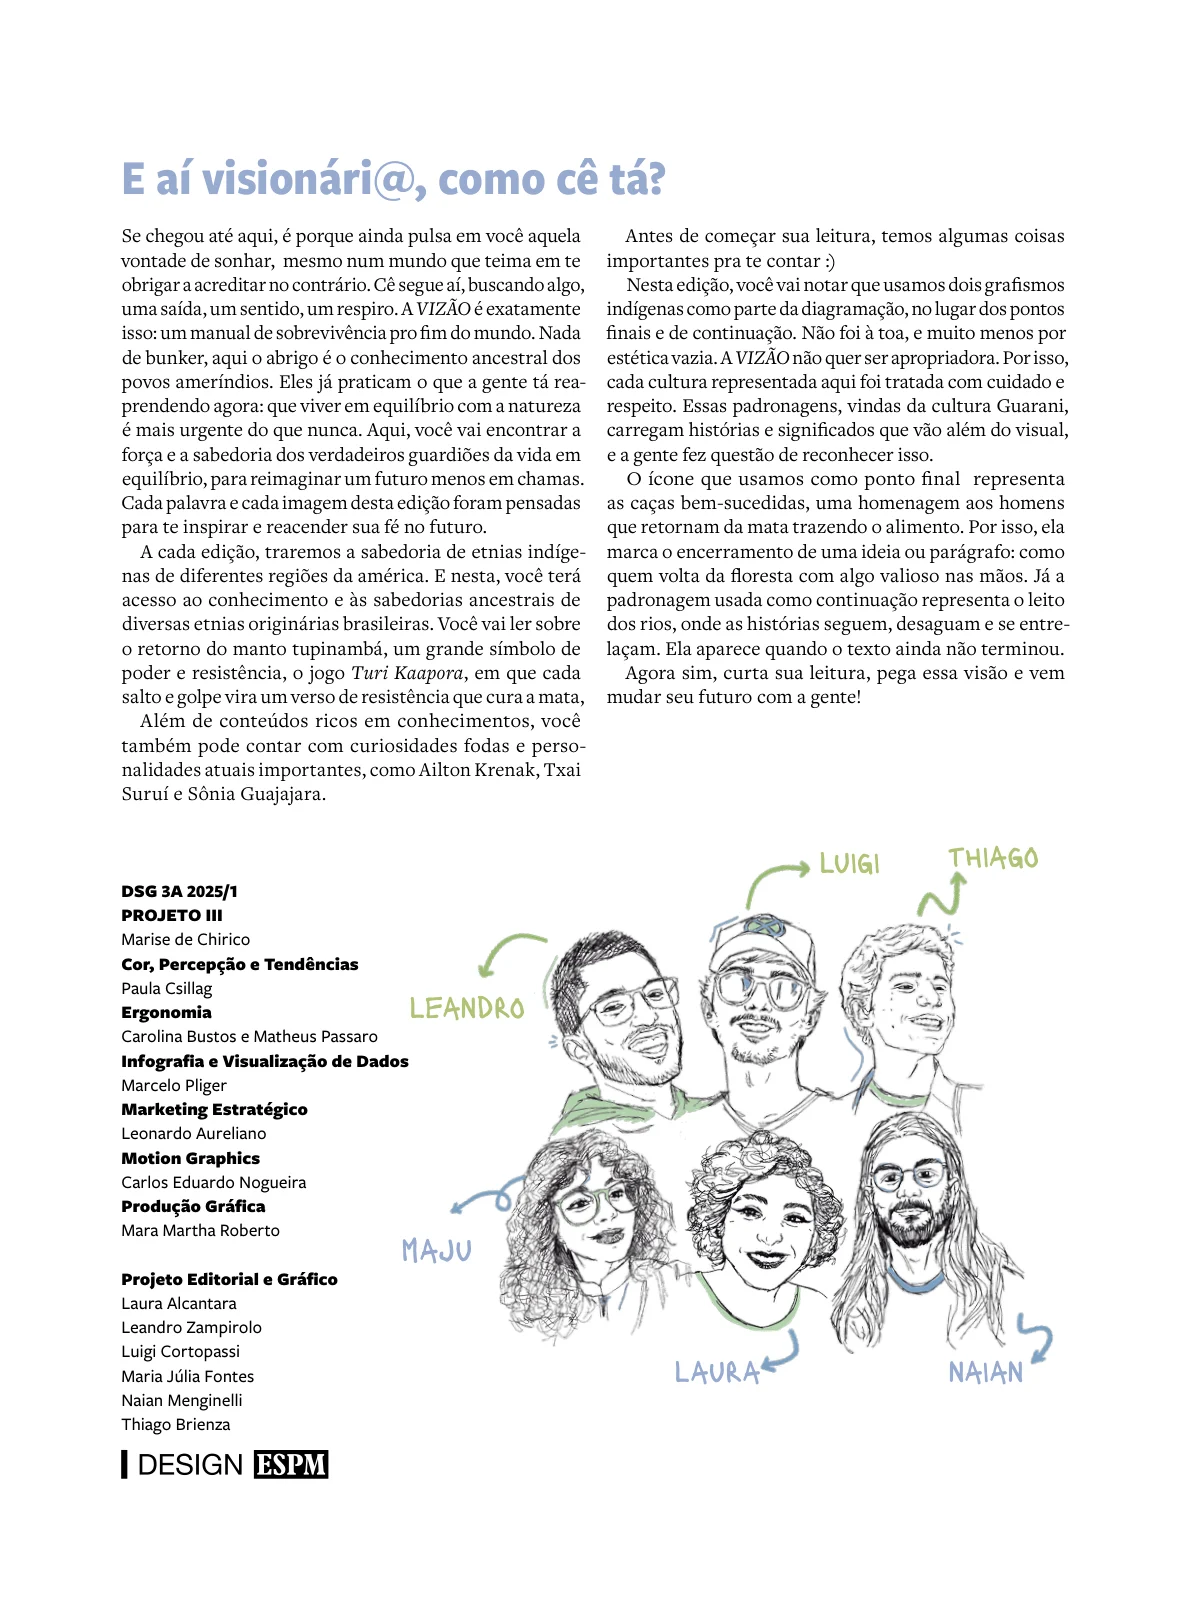 E aí visionári@, como cê tá?
Se chegou até aqui, é porque ainda pulsa em você aquela
vontade de sonhar, mesmo num mundo que teima em te
obrigar a acreditar no contrário. Cê segue aí, buscando algo,
uma saída, um sentido, um respiro. A VIZÃO é exatamente
isso: um manual de sobrevivência pro fim do mundo. Nada
de bunker, aqui o abrigo é o conhecimento ancestral dos
povos ameríndios. Eles já praticam o que a gente tá rea-
prendendo agora: que viver em equilíbrio com a natureza
é mais urgente do que nunca. Aqui, você vai encontrar a
força e a sabedoria dos verdadeiros guardiões da vida em
equilíbrio, para reimaginar um futuro menos em chamas.
Cada palavra e cada imagem desta edição foram pensadas
para te inspirar e reacender sua fé no futuro.
A cada edição, traremos a sabedoria de etnias indíge-
nas de diferentes regiões da américa. E nesta, você terá
acesso ao conhecimento e às sabedorias ancestrais de
diversas etnias originárias brasileiras. Você vai ler sobre
o retorno do manto tupinambá, um grande símbolo de
poder e resistência, o jogo Turi Kaapora, em que cada
salto e golpe vira um verso de resistência que cura a mata,
Além de conteúdos ricos em conhecimentos, você
também pode contar com curiosidades fodas e perso-
nalidades atuais importantes, como Ailton Krenak, Txai
Suruí e Sônia Guajajara.
Antes de começar sua leitura, temos algumas coisas
importantes pra te contar :)
Nesta edição, você vai notar que usamos dois grafismos
indígenas como parte da diagramação, no lugar dos pontos
finais e de continuação. Não foi à toa, e muito menos por
estética vazia. A VIZÃO não quer ser apropriadora. Por isso,
cada cultura representada aqui foi tratada com cuidado e
respeito. Essas padronagens, vindas da cultura Guarani,
carregam histórias e significados que vão além do visual,
e a gente fez questão de reconhecer isso.
O ícone que usamos como ponto final representa
as caças bem-sucedidas, uma homenagem aos homens
que retornam da mata trazendo o alimento. Por isso, ela
marca o encerramento de uma ideia ou parágrafo: como
quem volta da floresta com algo valioso nas mãos. Já a
padronagem usada como continuação representa o leito
dos rios, onde as histórias seguem, desaguam e se entre-
laçam. Ela aparece quando o texto ainda não terminou.
Agora sim, curta sua leitura, pega essa visão e vem
mudar seu futuro com a gente!
DSG 3A 2025/1
PROJETO III
Marise de Chirico
Cor, Percepção e Tendências
Paula Csillag
Ergonomia
Carolina Bustos e Matheus Passaro
Infografia e Visualização de Dados
Marcelo Pliger
Marketing Estratégico
Leonardo Aureliano
Motion Graphics
Carlos Eduardo Nogueira
Produção Gráfica
Mara Martha Roberto
Projeto Editorial e Gráfico
Laura Alcantara
Leandro Zampirolo
Luigi Cortopassi
Maria Júlia Fontes
Naian Menginelli
Thiago Brienza
DESIGN ESPM
LUIGI
THIAGO
LEANDRO
MAJU
LAURA
NAIAN